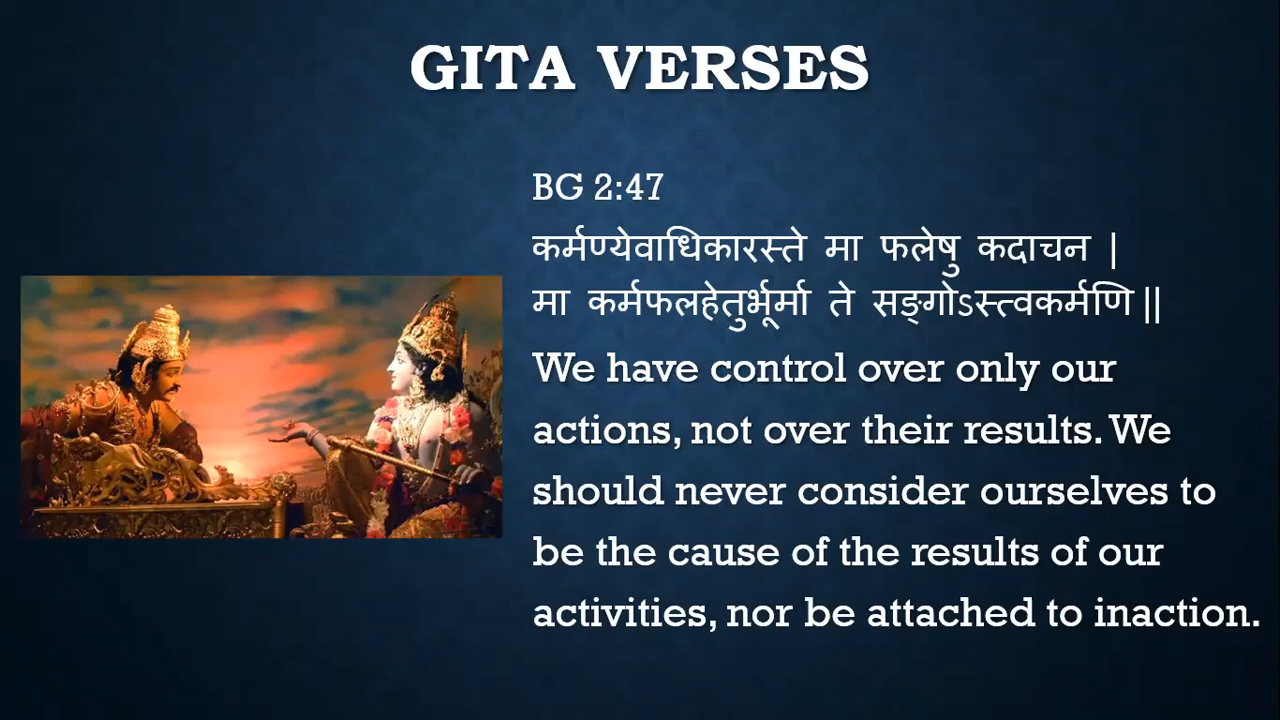 GITA VERSES
BG 2:47
कर्मण्येवाधिकारस्ते मा फलेषु कदाचन |
मा कर्मफलहेतुर्भूर्मा ते सङ्गोऽस्त्वकर्मणि ||
We have control over only our
actions, not over their results. We
should never consider ourselves to
be the cause of the results of our
activities, nor be attached to inaction.